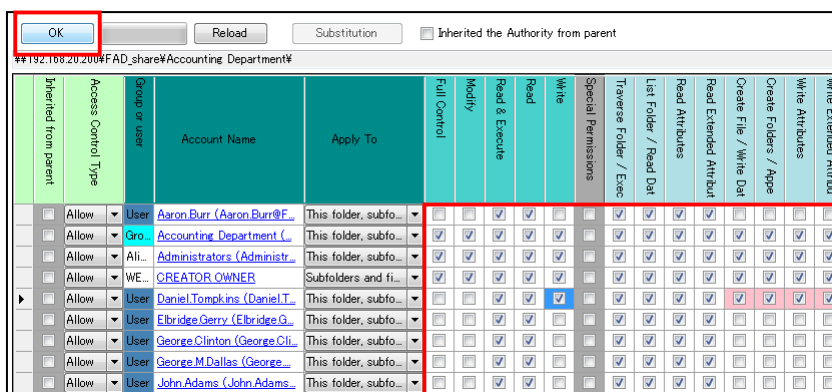 OK Reload Substitution Inherited the Authority from parent
¥¥192.168.20.200¥FAD_share¥Accounting Department¥
Inherited from parent
Access Control Type
Group or user
Account Name
Apply To
Full Control
Modify
Read & Execute
Read
Write
Special Permissions
Traverse Folder / Exec
List Folder / Read Dat
Read Attributes
Read Extended Attribut
Create File / Write Dat
Create Folders / Appe
Write Attributes
Write Extended Attribu
Allow User Aaron.Burr (Aaron.Burr@F... This folder, subfo...
Allow Gro... Accounting Department (... This folder, subfo...
Allow Ali... Administrators (Administr... This folder, subfo...
Allow WE... CREATOR OWNER Subfolders and fi...
Allow User Daniel.Tompkins (Daniel.T... This folder, subfo...
Allow User Elbridge.Gerry (Elbridge.G... This folder, subfo...
Allow User George.Clinton (George.Cli... This folder, subfo...
Allow User George.M.Dallas (George.... This folder, subfo...
Allow User John.Adams (John.Adams... This folder, subfo...